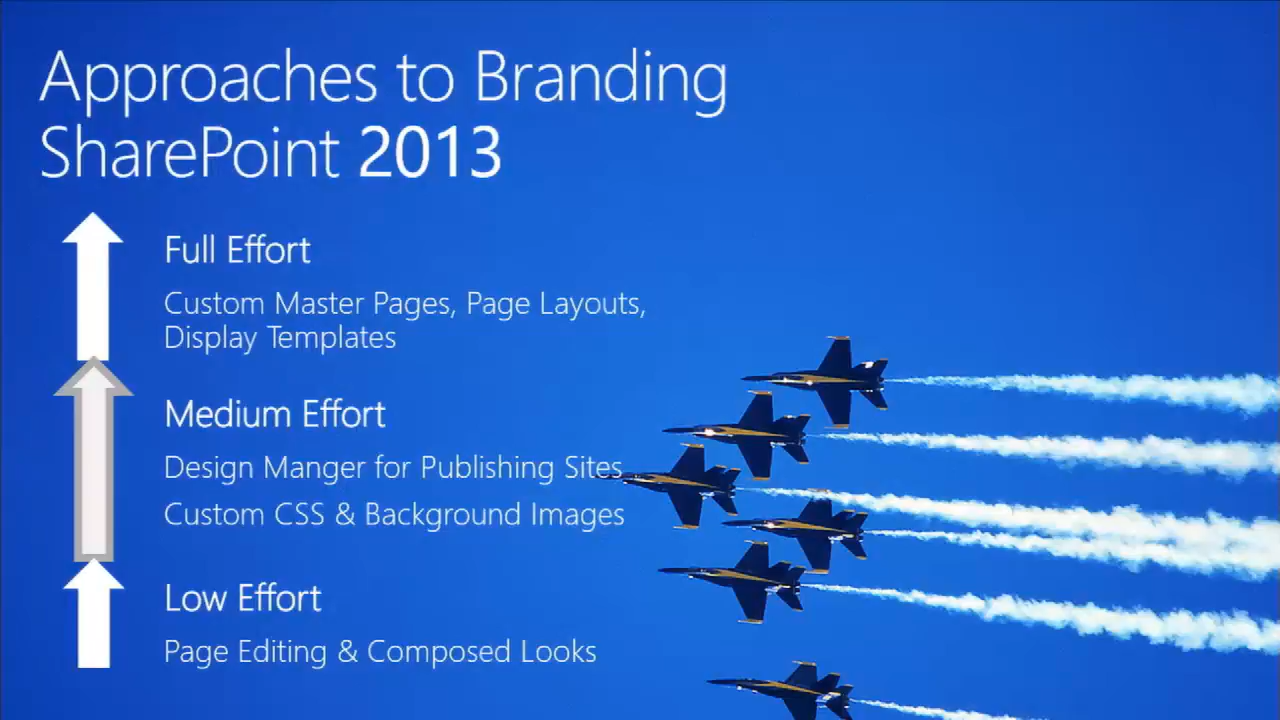 Approaches to Branding
SharePoint 2013
Full Effort
Custom Master Pages, Page Layouts,
Display Templates
Medium Effort
Design Manger for Publishing Sites
Custom CSS & Background Images
Low Effort
Page Editing & Composed Looks